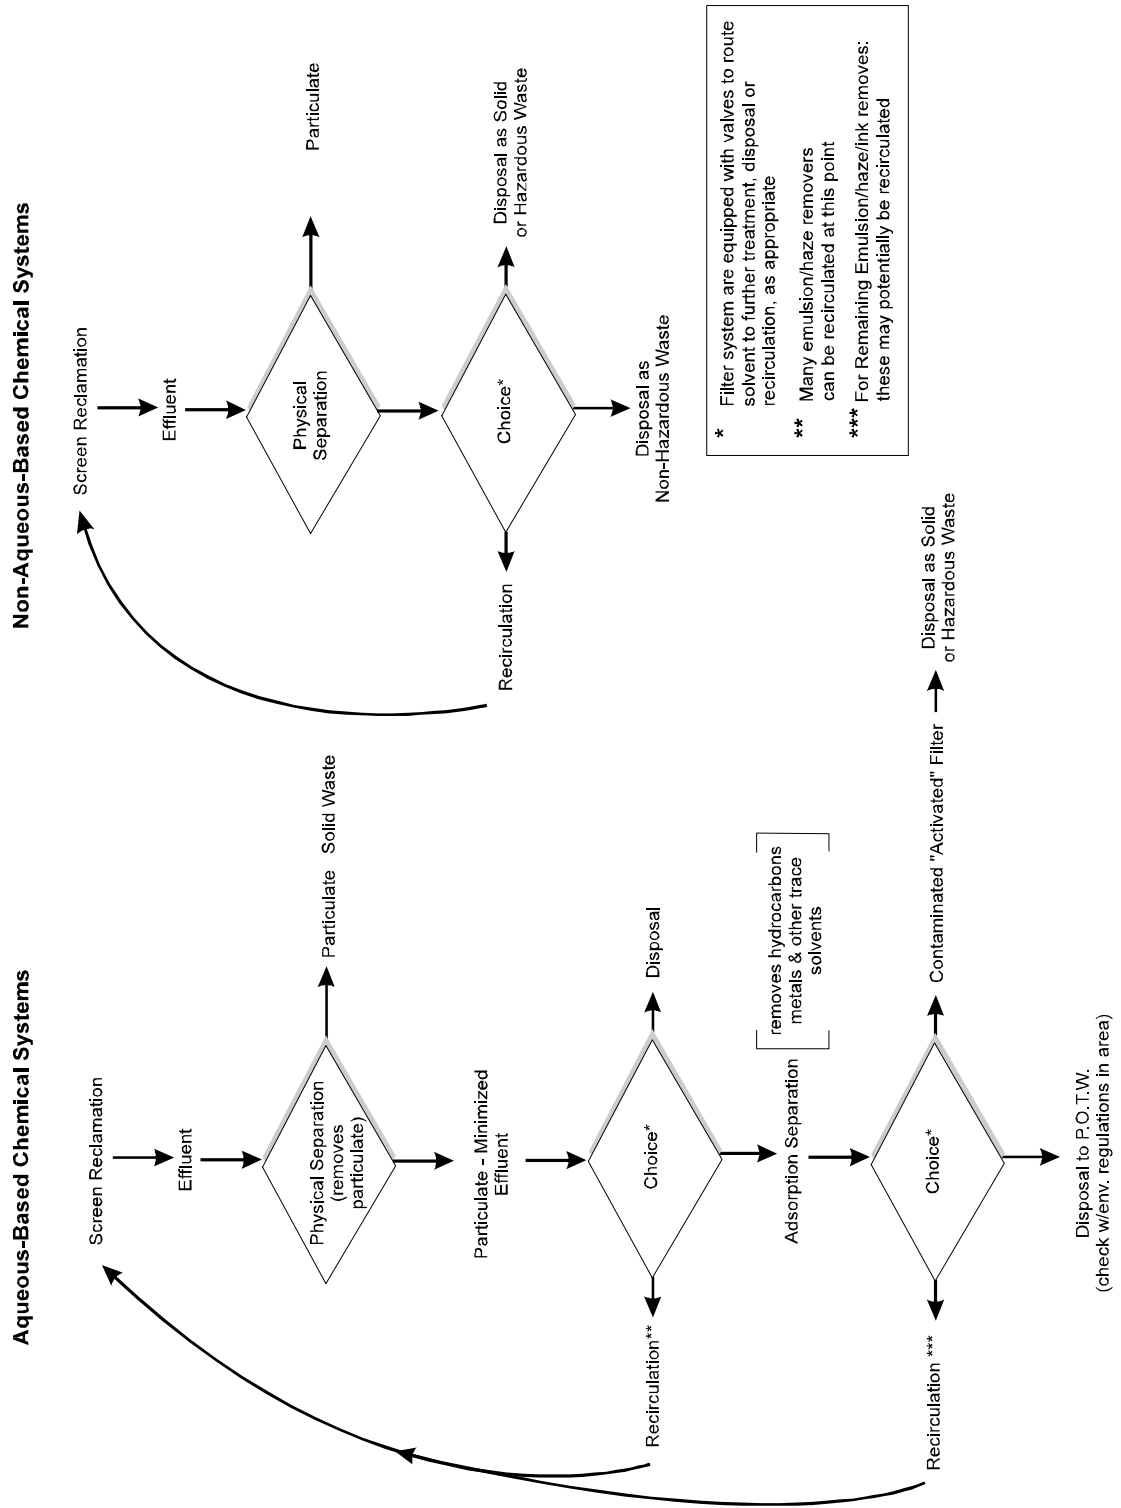 Aqueous-Based Chemical Systems
Screen Reclamation
Effluent
Physical Separation
(removes
particulate)
Particulate   Solid Waste
Particulate - Minimized
Effluent
Choice*
Disposal
Recirculation**
Adsorption Separation
removes hydrocarbons
metals & other trace
solvents
Choice*
Contaminated "Activated" Filter
Disposal as Solid
or Hazardous Waste
Recirculation ***
Disposal to P.O.T.W.
(check w/env. regulations in area)
Non-Aqueous-Based Chemical Systems
Screen Reclamation
Effluent
Physical
Separation
Particulate
Choice*
Disposal as Solid
or Hazardous Waste
Recirculation
Disposal as
Non-Hazardous Waste
* Filter system are equipped with valves to route
solvent to further treatment, disposal or
recirculation, as appropriate
** Many emulsion/haze removers
can be recirculated at this point
*** For Remaining Emulsion/haze/ink removes:
these may potentially be recirculated